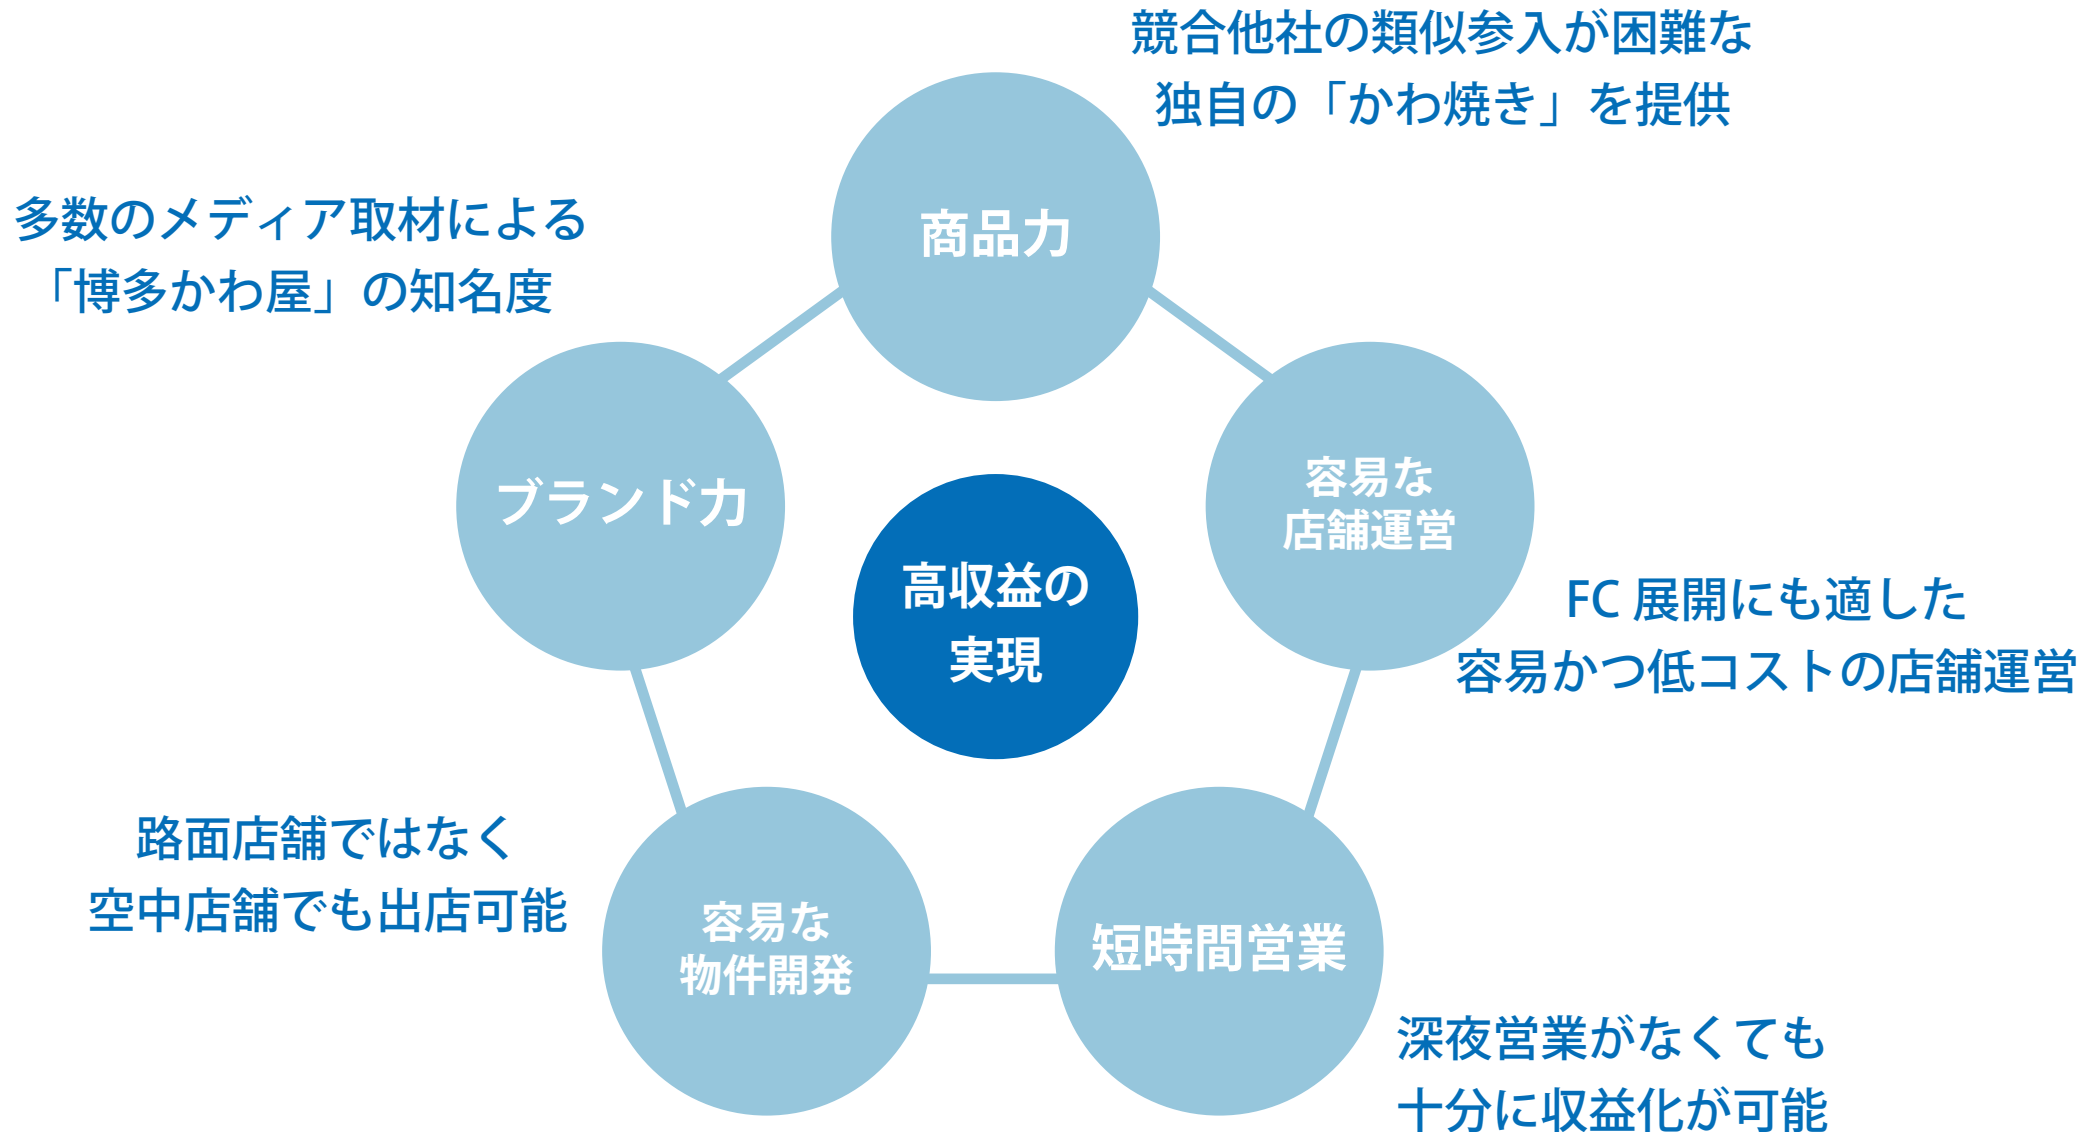 競合他社の類似参入が困難な
独自の「かわ焼き」を提供
商品力
多数のメディア取材による
「博多かわ屋」の知名度
ブランド力
容易な
店舗運営
FC 展開にも適した
容易かつ低コストの店舗運営
高収益の
実現
路面店舗ではなく
空中店舗でも出店可能
容易な
物件開発
短時間営業
深夜営業がなくても
十分に収益化が可能